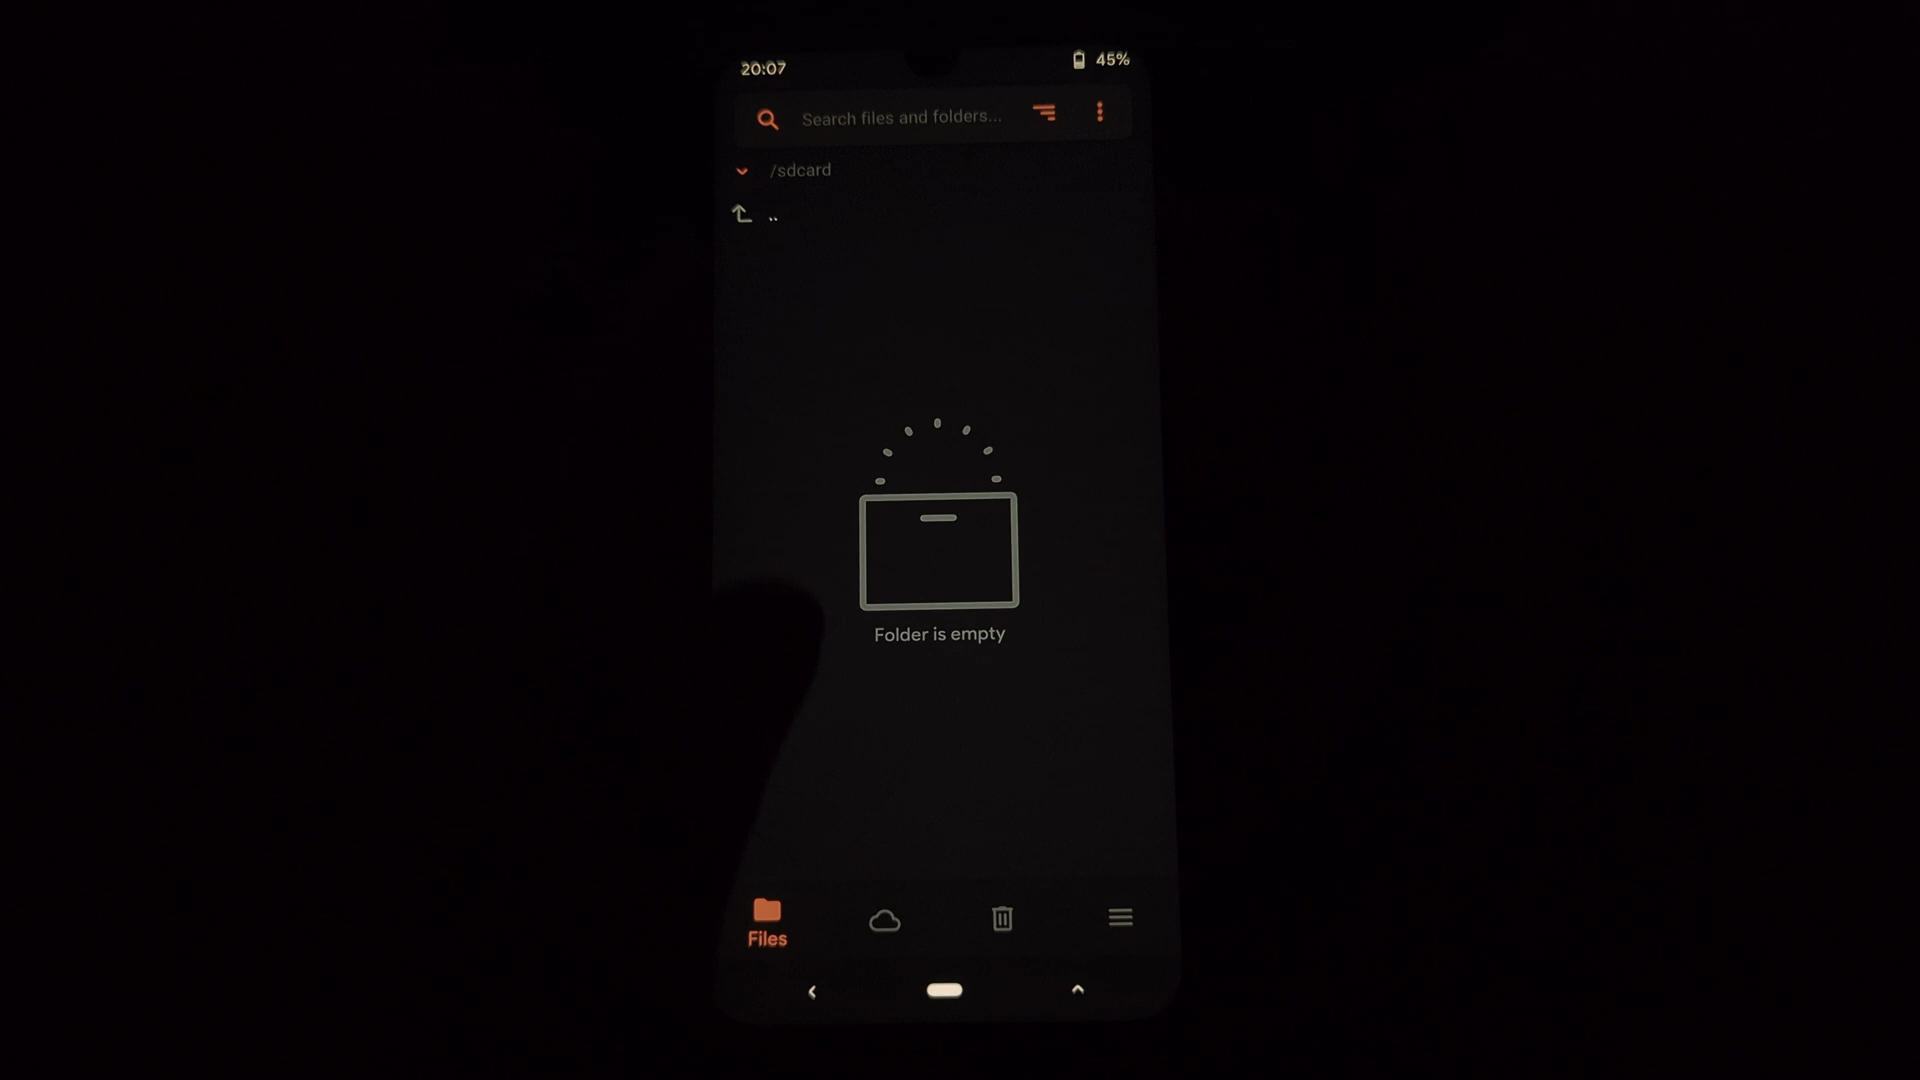 20:07
45%
Search files and folders...
/sdcard
..
Folder is empty
Files